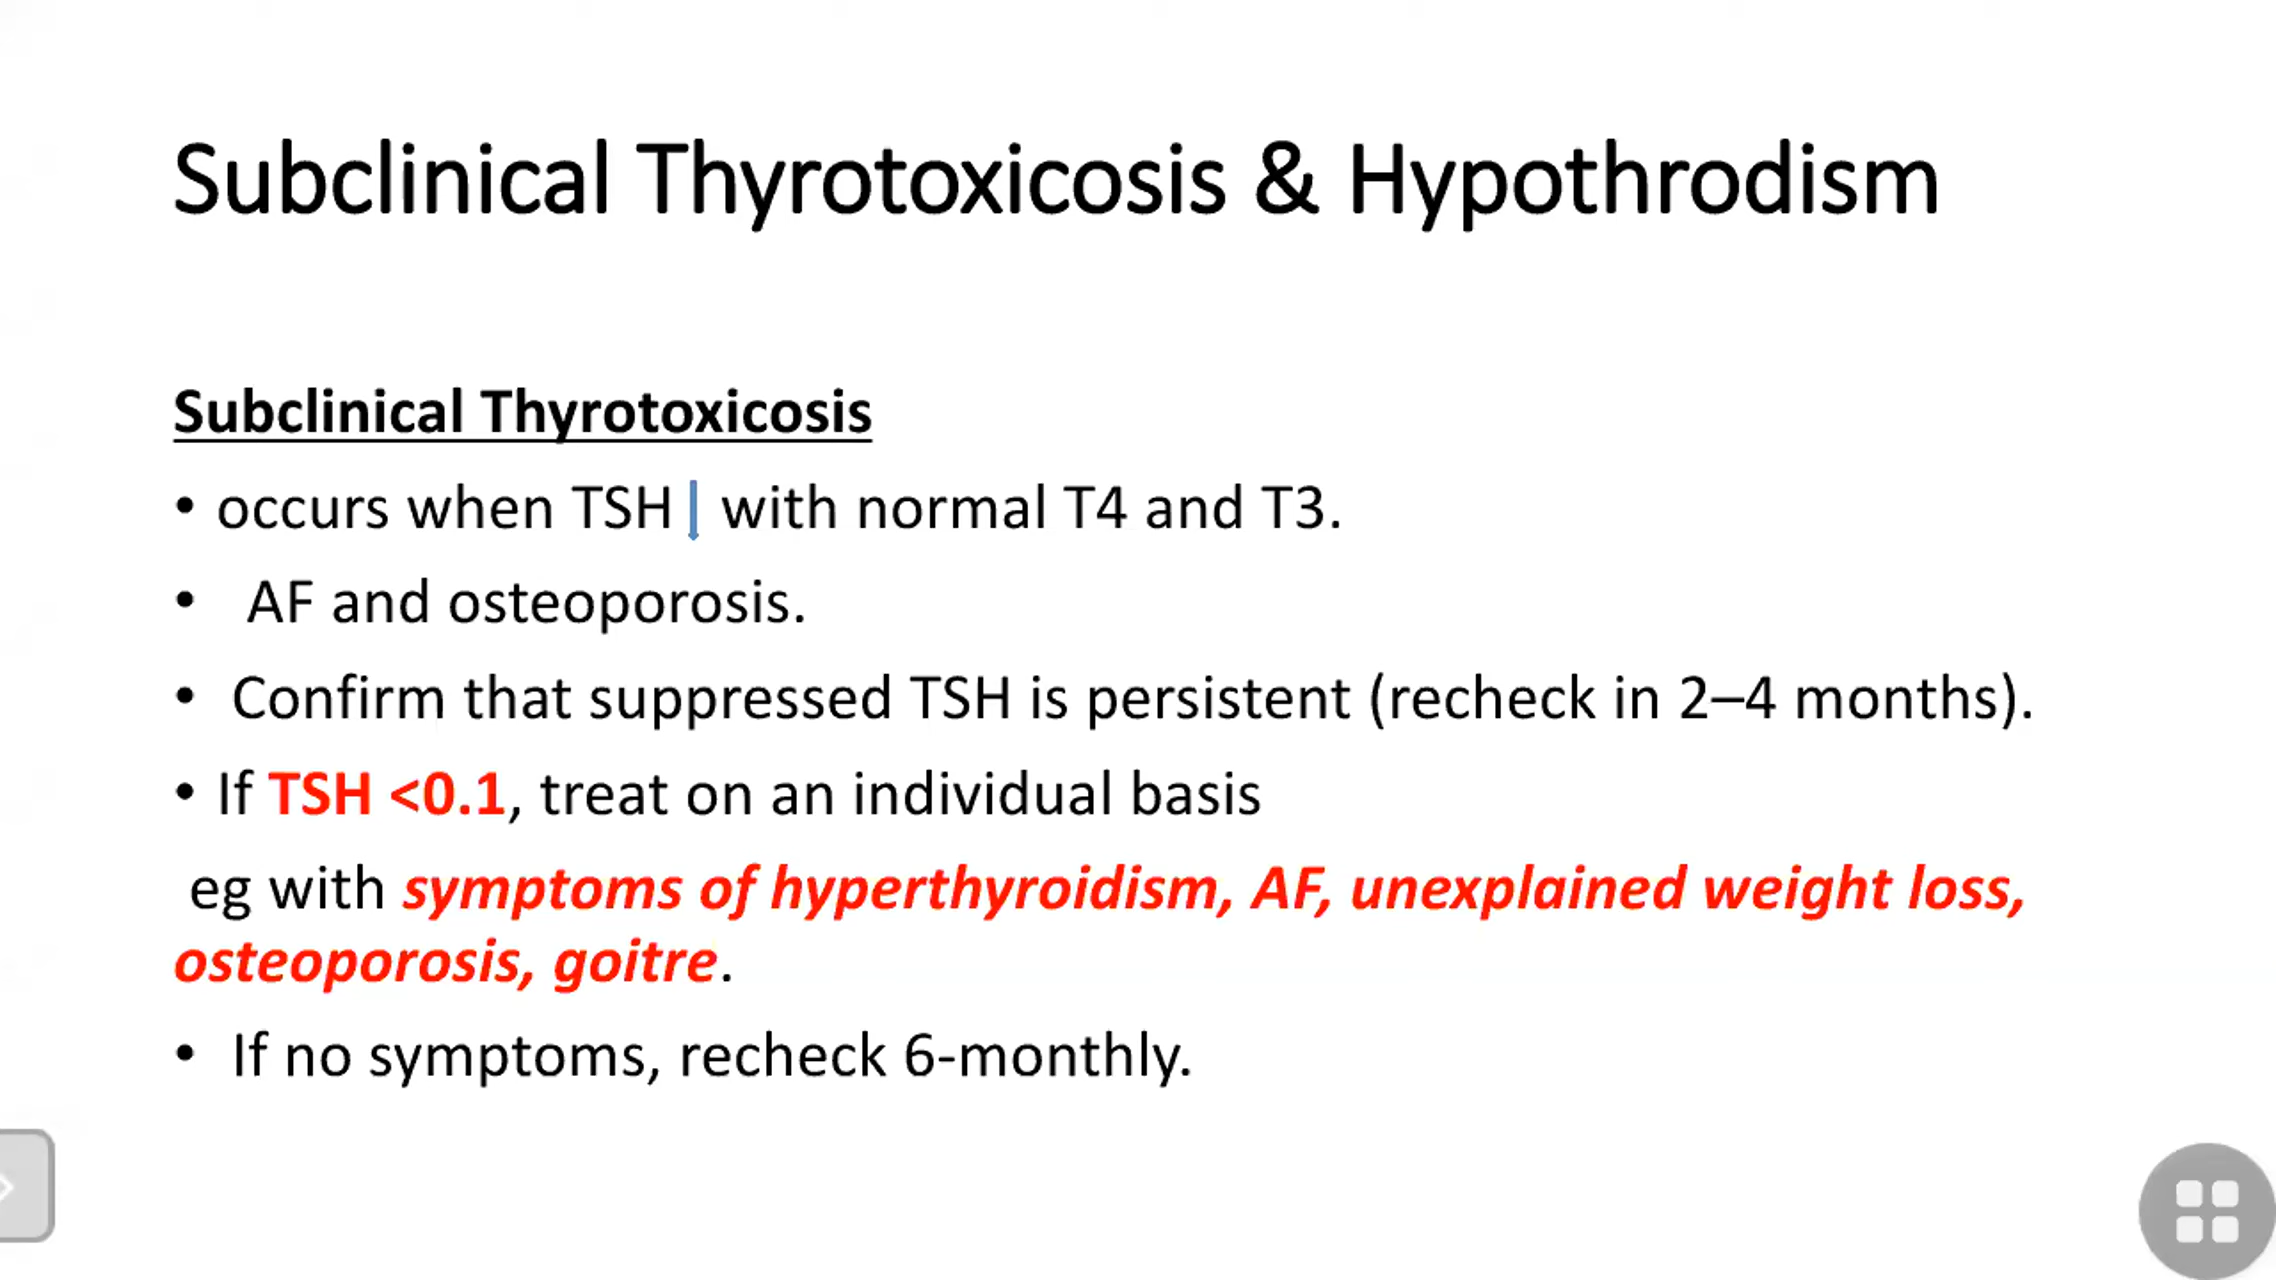 Subclinical Thyrotoxicosis & Hypothrodism
Subclinical Thyrotoxicosis
• occurs when TSH↓ with normal T4 and T3.
• AF and osteoporosis.
• Confirm that suppressed TSH is persistent (recheck in 2–4 months).
• If TSH <0.1, treat on an individual basis
eg with symptoms of hyperthyroidism, AF, unexplained weight loss,
osteoporosis, goitre.
• If no symptoms, recheck 6-monthly.